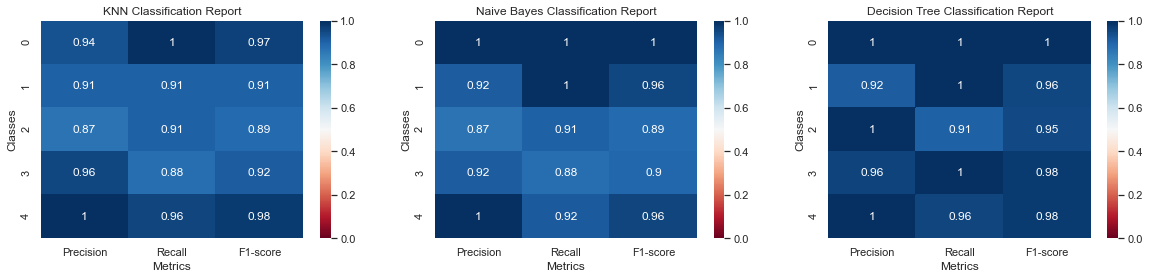 KNN Classification Report
0 0.94 1 0.97
1 0.91 0.91 0.91
2 0.87 0.91 0.89
3 0.96 0.88 0.92
4 1 0.96 0.98
Classes
Precision Recall F1-score
Metrics
1.0
0.8
0.6
0.4
0.2
0.0
Naive Bayes Classification Report
0 1 1 1
1 0.92 1 0.96
2 0.87 0.91 0.89
3 0.92 0.88 0.9
4 1 0.92 0.96
Classes
Precision Recall F1-score
Metrics
1.0
0.8
0.6
0.4
0.2
0.0
Decision Tree Classification Report
0 1 1 1
1 0.92 1 0.96
2 1 0.91 0.95
3 0.96 1 0.98
4 1 0.96 0.98
Classes
Precision Recall F1-score
Metrics
1.0
0.8
0.6
0.4
0.2
0.0